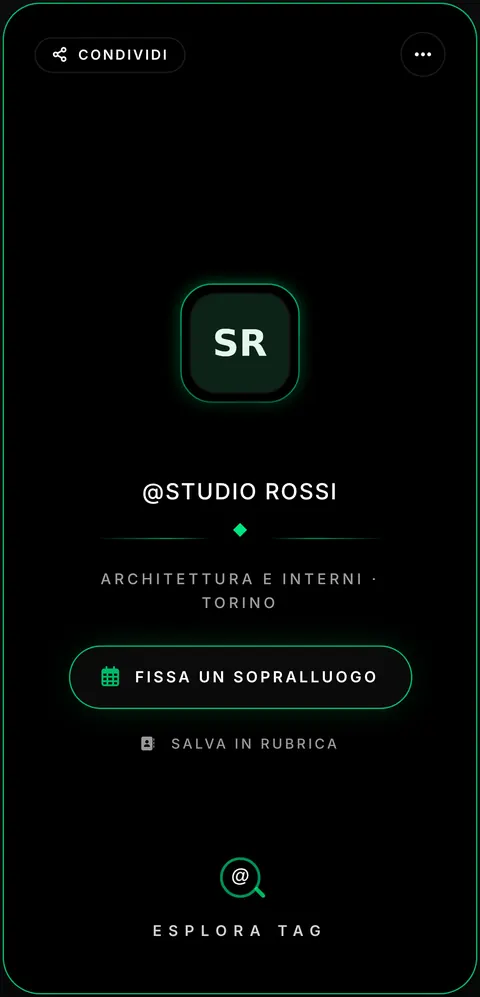 CONDIVIDI
SR
@STUDIO ROSSI
ARCHITETTURA E INTERNI ·
TORINO
FISSA UN SOPRALLUOGO
SALVA IN RUBRICA
@
ESPLORA TAG